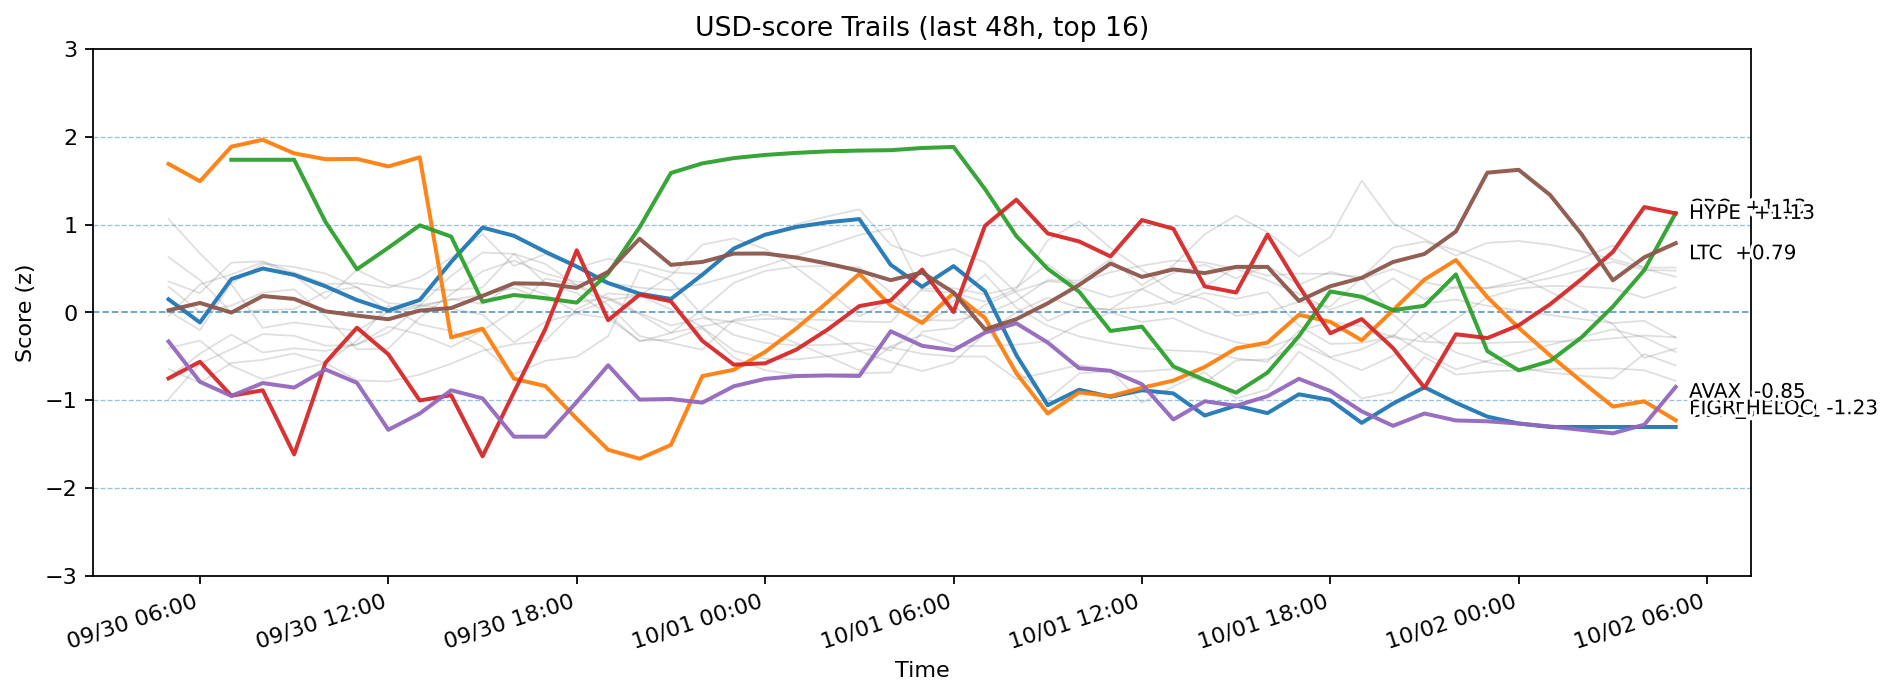 USD-score Trails (last 48h, top 16)
Score (z)
3
2
1
0
−1
−2
−3
HYPE +1.13
LTC +0.79
AVAX -0.85
FIGR_HELOC -1.23
09/30 06:00
09/30 12:00
09/30 18:00
10/01 00:00
10/01 06:00
10/01 12:00
10/01 18:00
10/02 00:00
10/02 06:00
Time